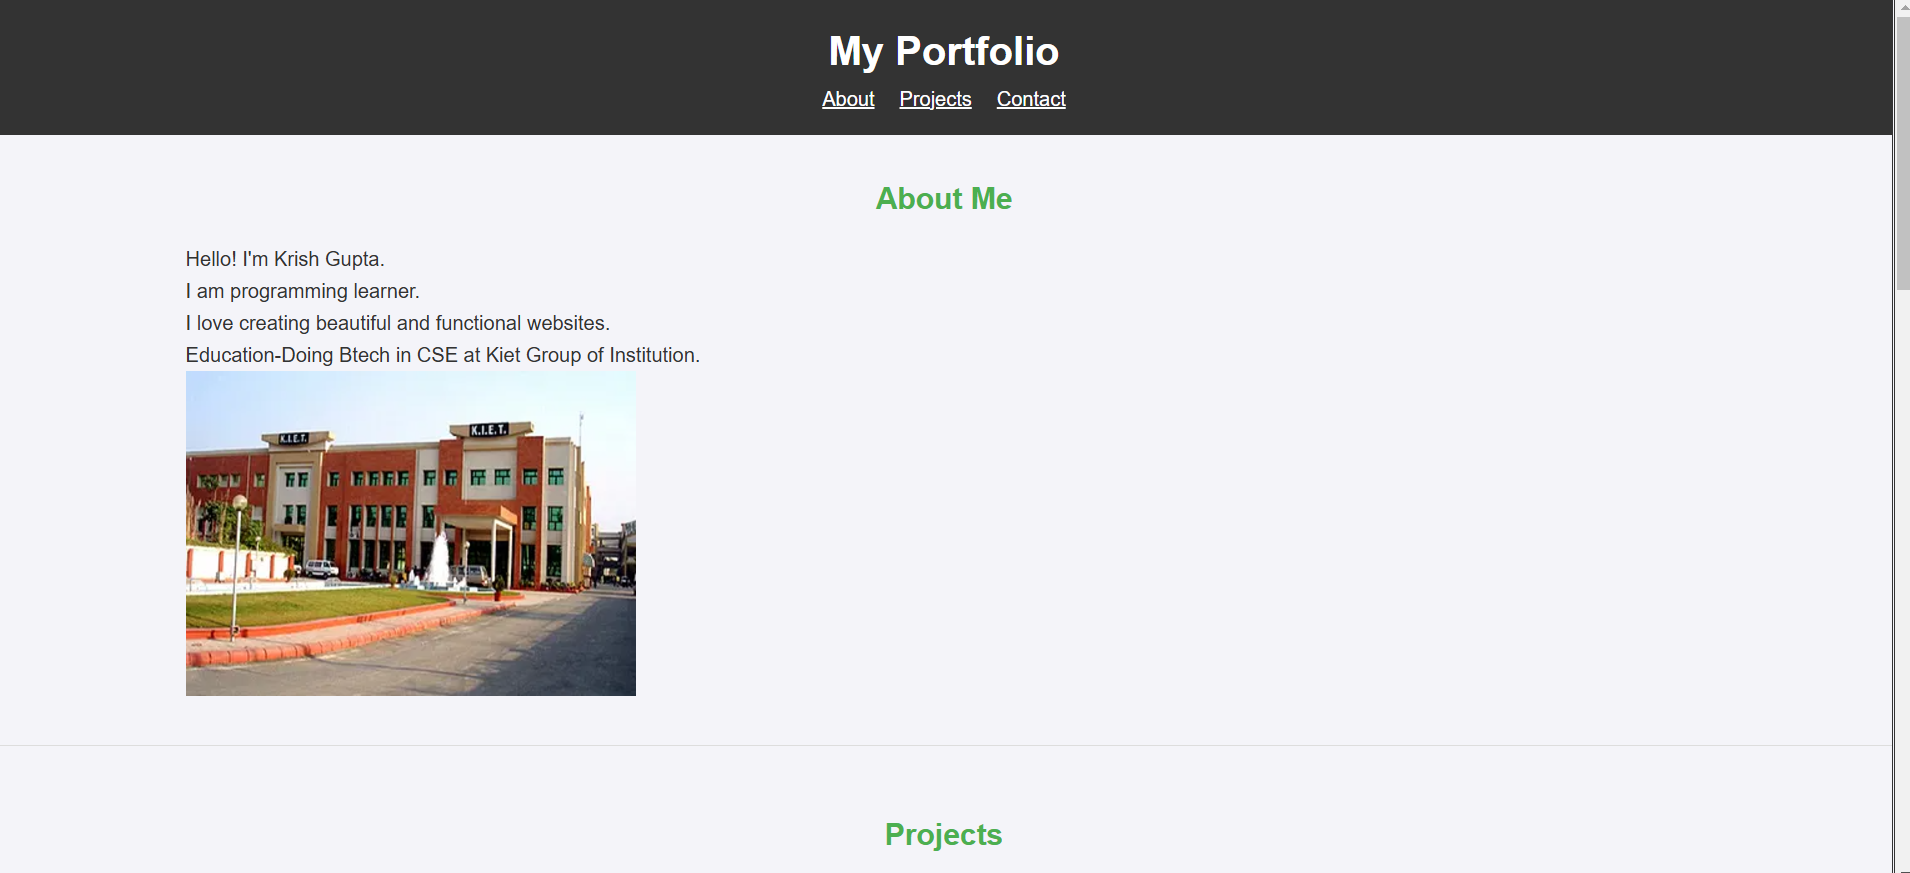 My Portfolio
About Projects Contact
About Me
Hello! I'm Krish Gupta.
I am programming learner.
I love creating beautiful and functional websites.
Education-Doing Btech in CSE at Kiet Group of Institution.
K.I.E.T.
K.I.E.T.
Projects